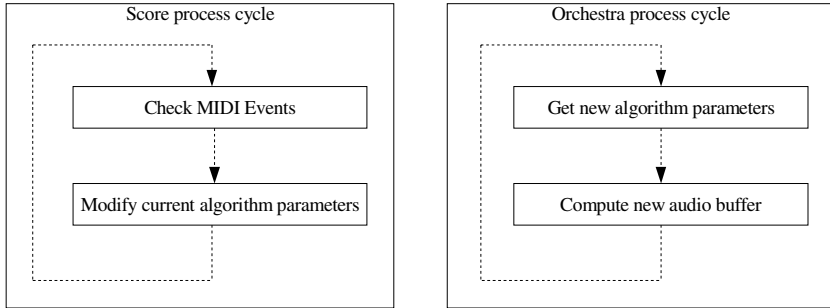 Score process cycle
Check MIDI Events
Modify current algorithm parameters
Orchestra process cycle
Get new algorithm parameters
Compute new audio buffer